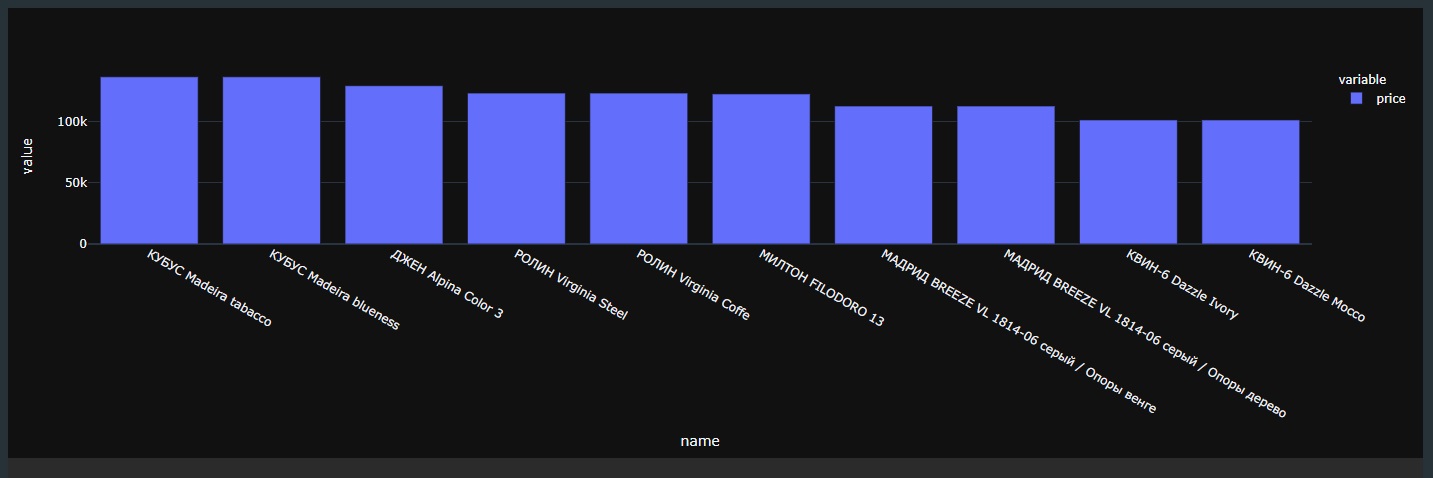 variable
price
value
100k
50k
0
КУБУС Madeira tabacco
КУБУС Madeira blueness
ДЖЕН Alpina Color 3
РОЛИН Virginia Steel
РОЛИН Virginia Coffe
МИЛТОН FILODORO 13
МАДРИД BREEZE VL 1814-06 серый / Опоры венге
МАДРИД BREEZE VL 1814-06 серый / Опоры дерево
КВИН-6 Dazzle Ivory
КВИН-6 Dazzle Mocco
name